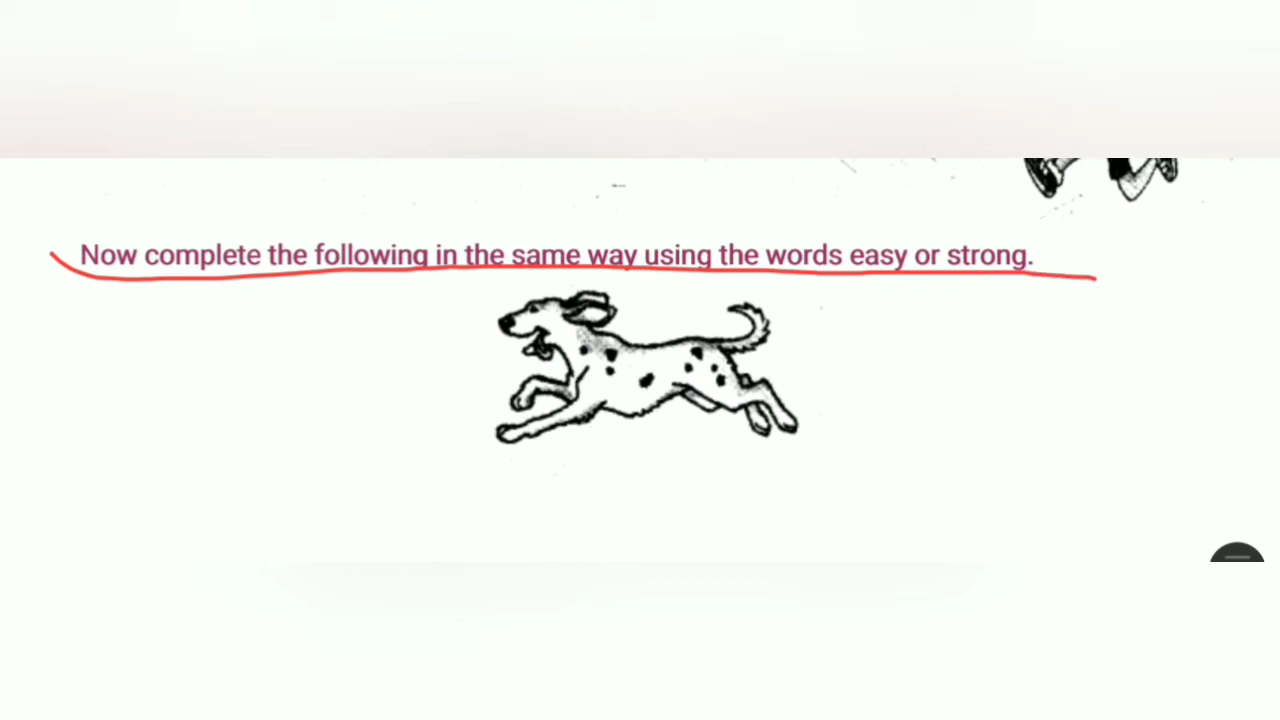 Now complete the following in the same way using the words easy or strong.